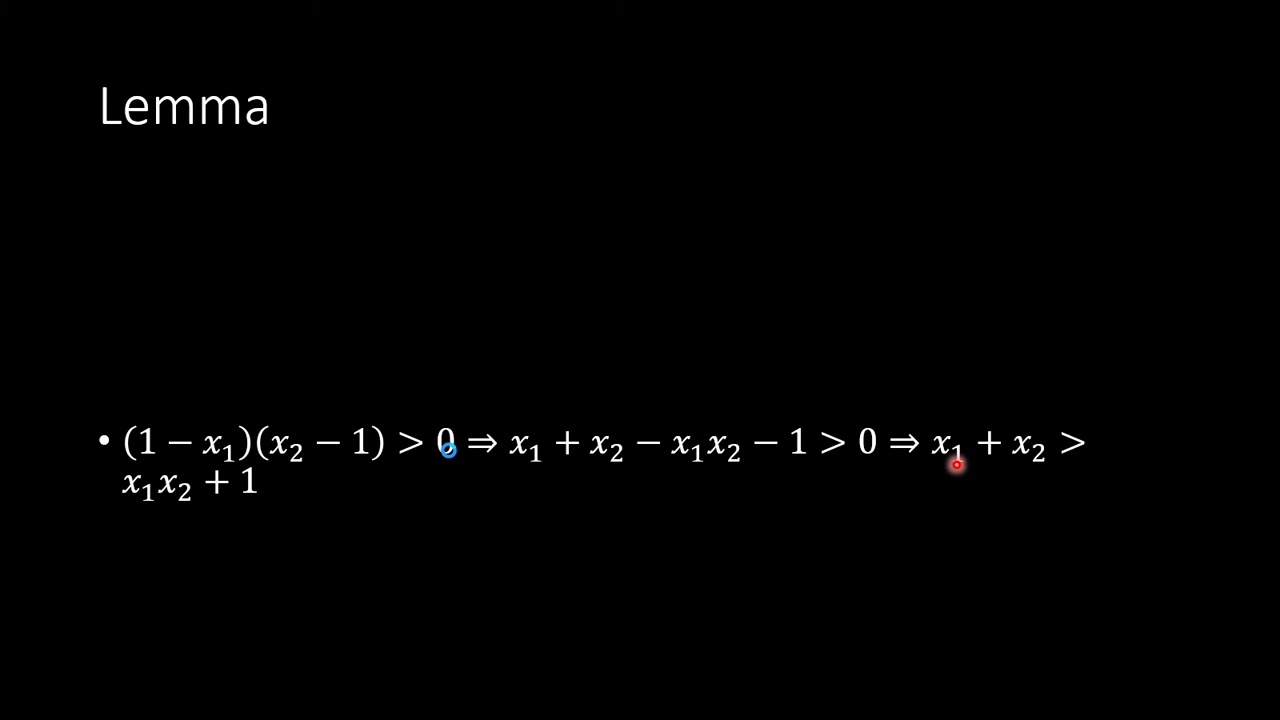 Lemma
• (1 − x₁)(x₂ − 1) > 0 ⇒ x₁ + x₂ − x₁x₂ − 1 > 0 ⇒ x₁ + x₂ >
x₁x₂ + 1